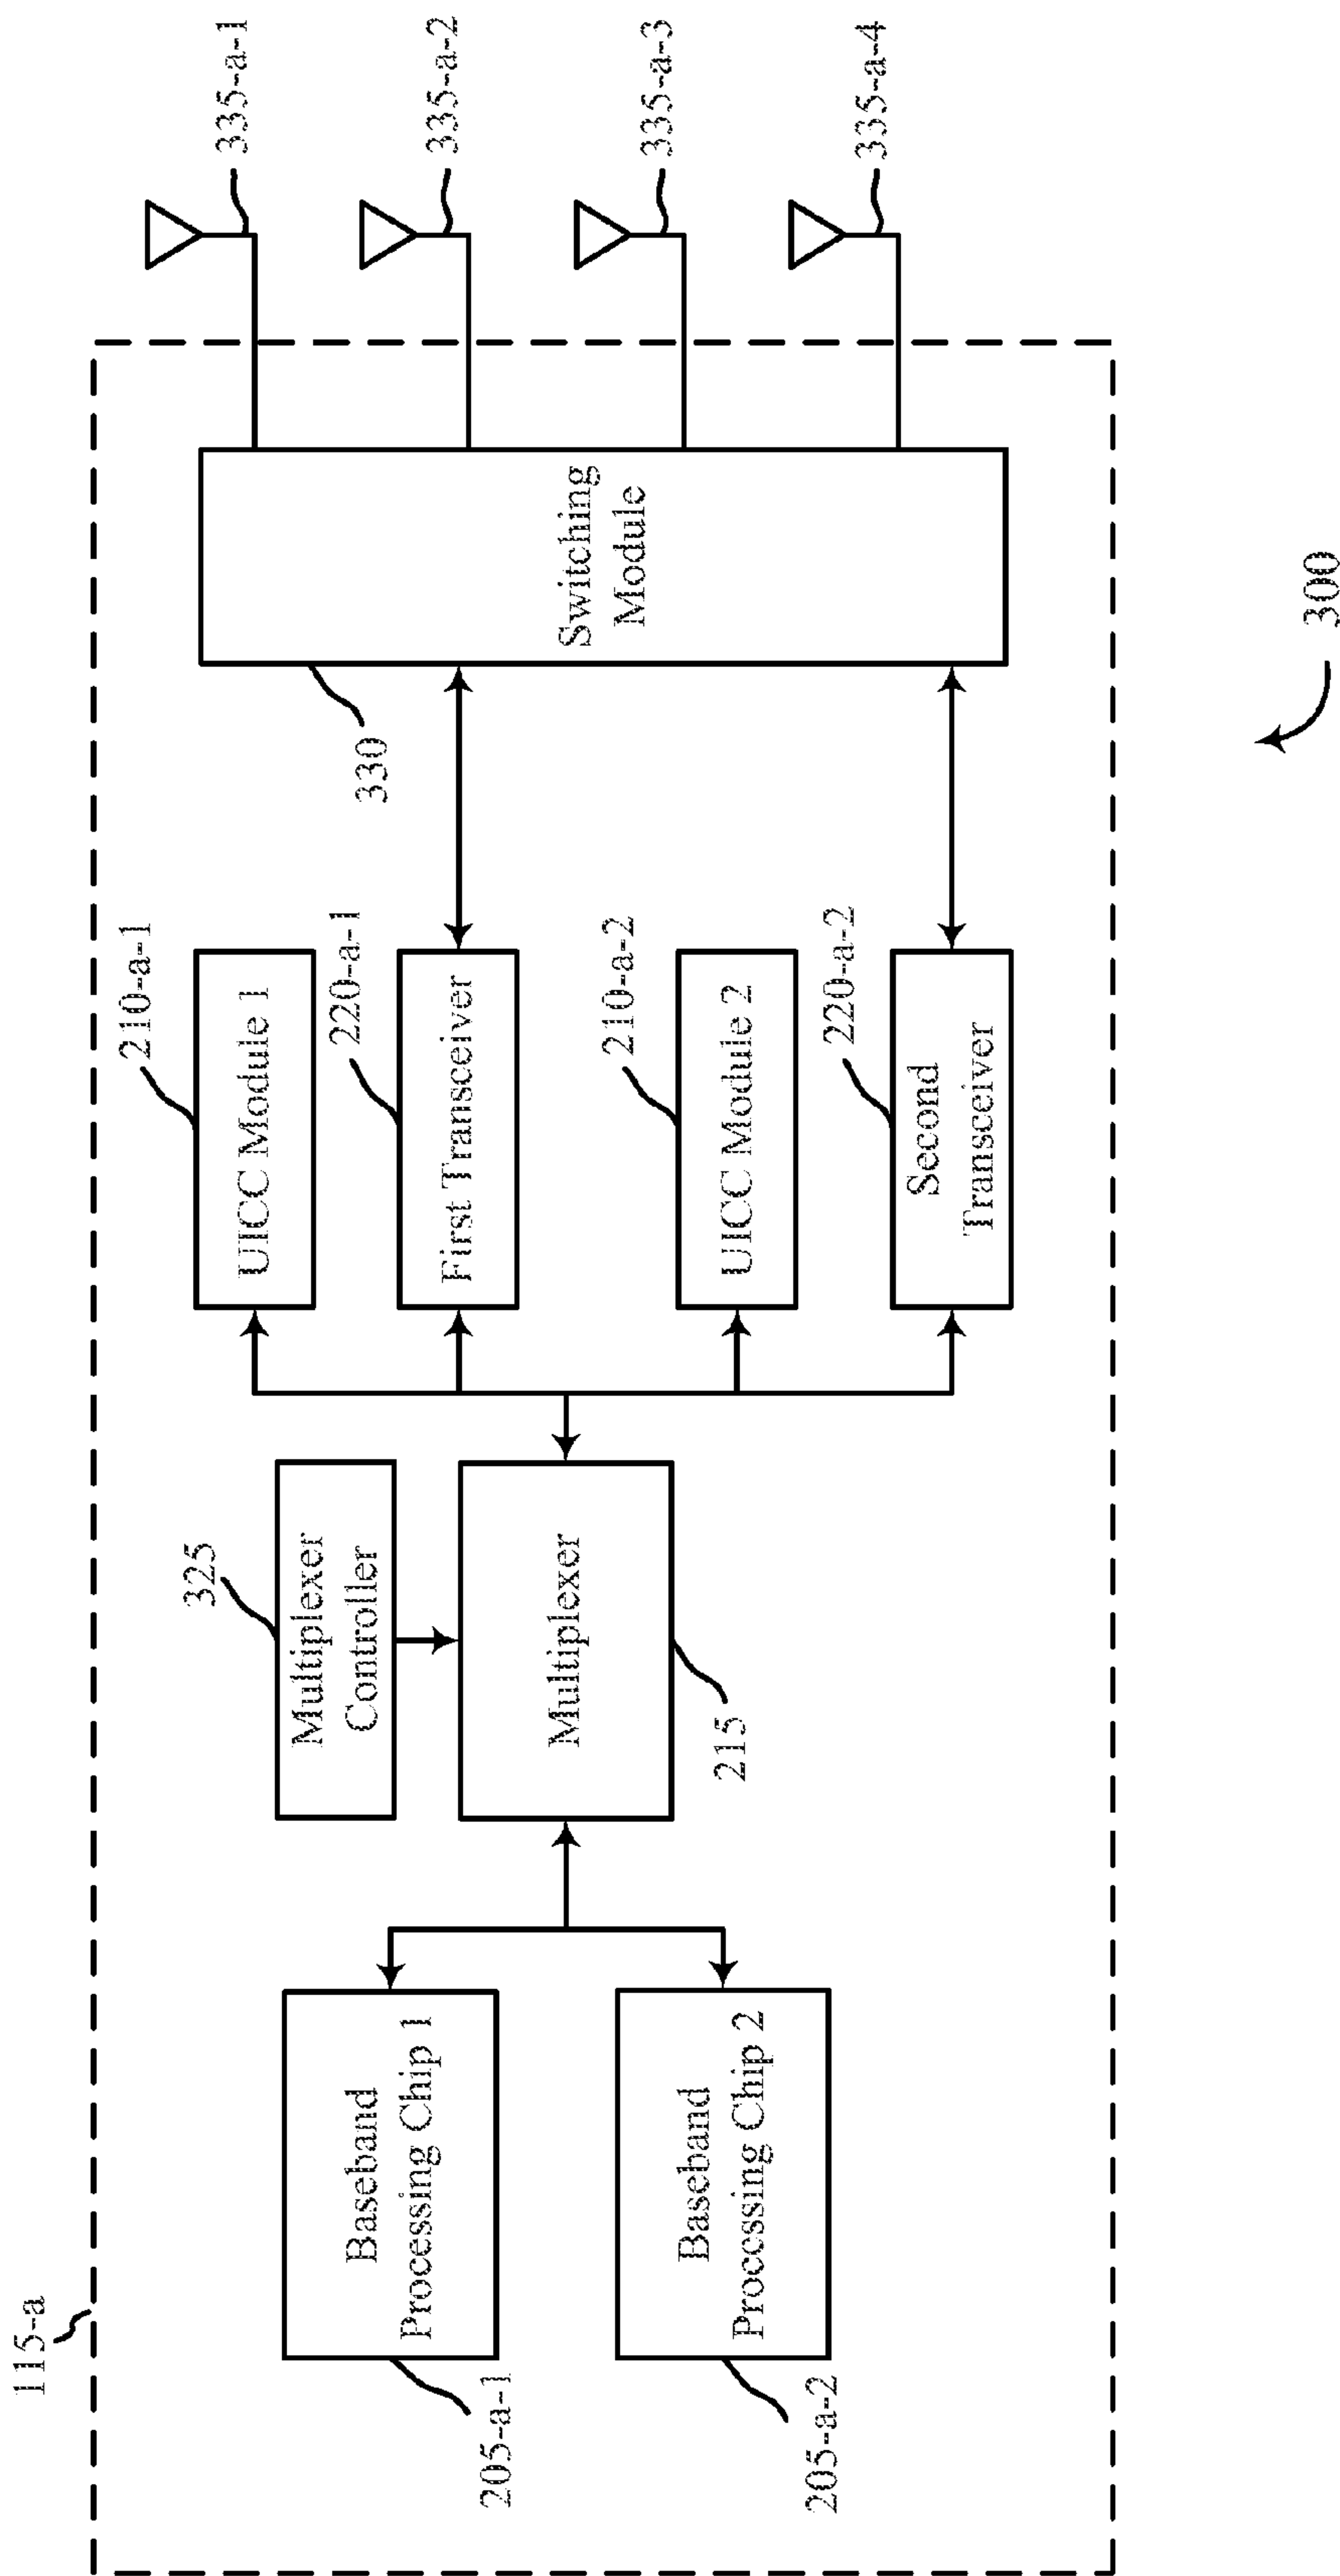 115-a
Baseband
Processing Chip 1
205-a-1
Baseband
Processing Chip 2
205-a-2
325
Multiplexer
Controller
Multiplexer
215
210-a-1
UICC Module 1
220-a-1
First Transceiver
210-a-2
UICC Module 2
220-a-2
Second
Transceiver
330
Switching
Module
335-a-1
335-a-2
335-a-3
335-a-4
300